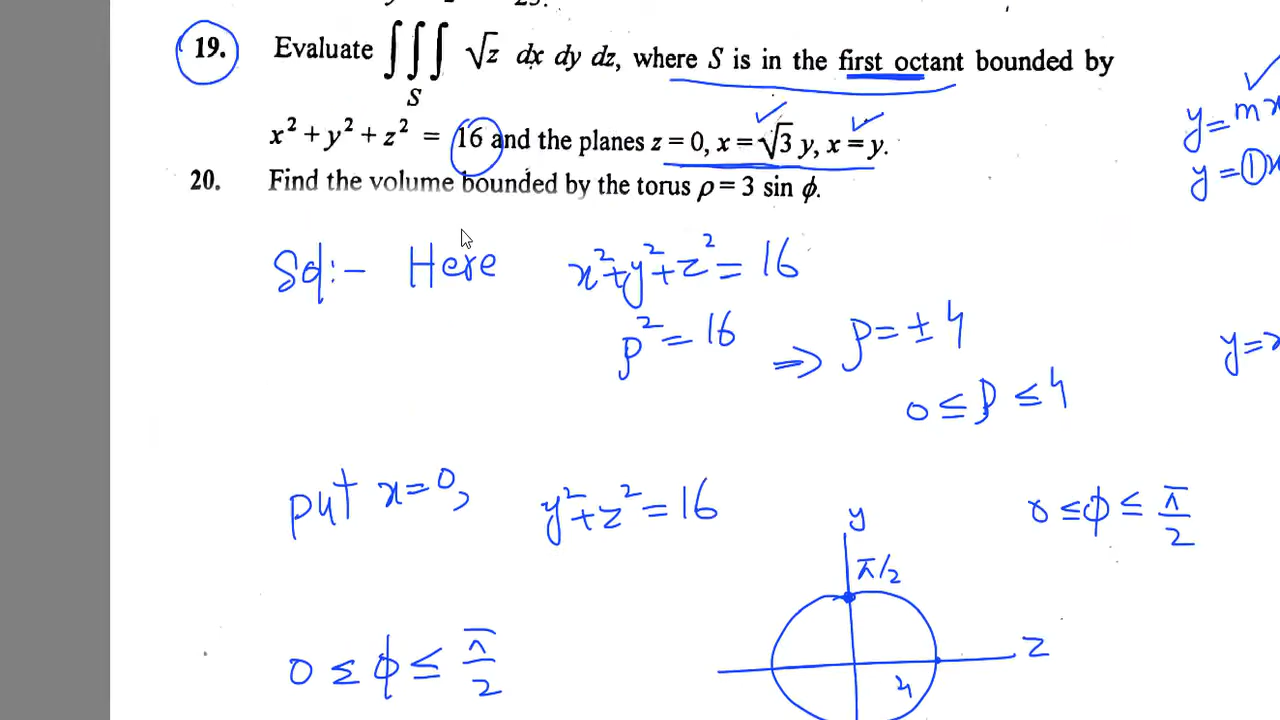 19. Evaluate ∫∫∫ √z dx dy dz, where S is in the first octant bounded by
S
x² + y² + z² = 16 and the planes z = 0, x = √3 y, x = y.
20. Find the volume bounded by the torus ρ = 3 sin ϕ.
y = mx
y = 1x
Sol:- Here x²+y²+z² = 16
ρ² = 16 ⇒ ρ = ± 4
y = x
0 ≤ ρ ≤ 4
put x=0, y²+z² = 16
0 ≤ ϕ ≤ π/2
y
π/2
z
0 ≤ ϕ ≤ π/2
4